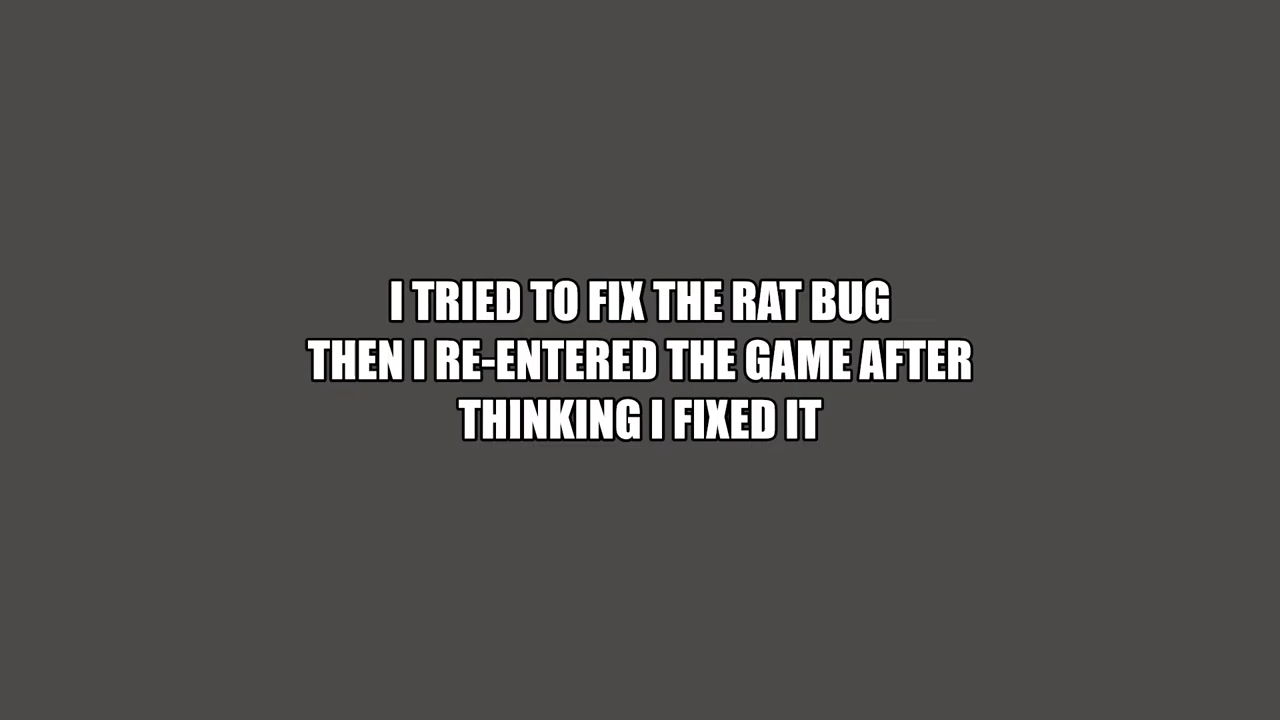 I TRIED TO FIX THE RAT BUG
THEN I RE-ENTERED THE GAME AFTER
THINKING I FIXED IT